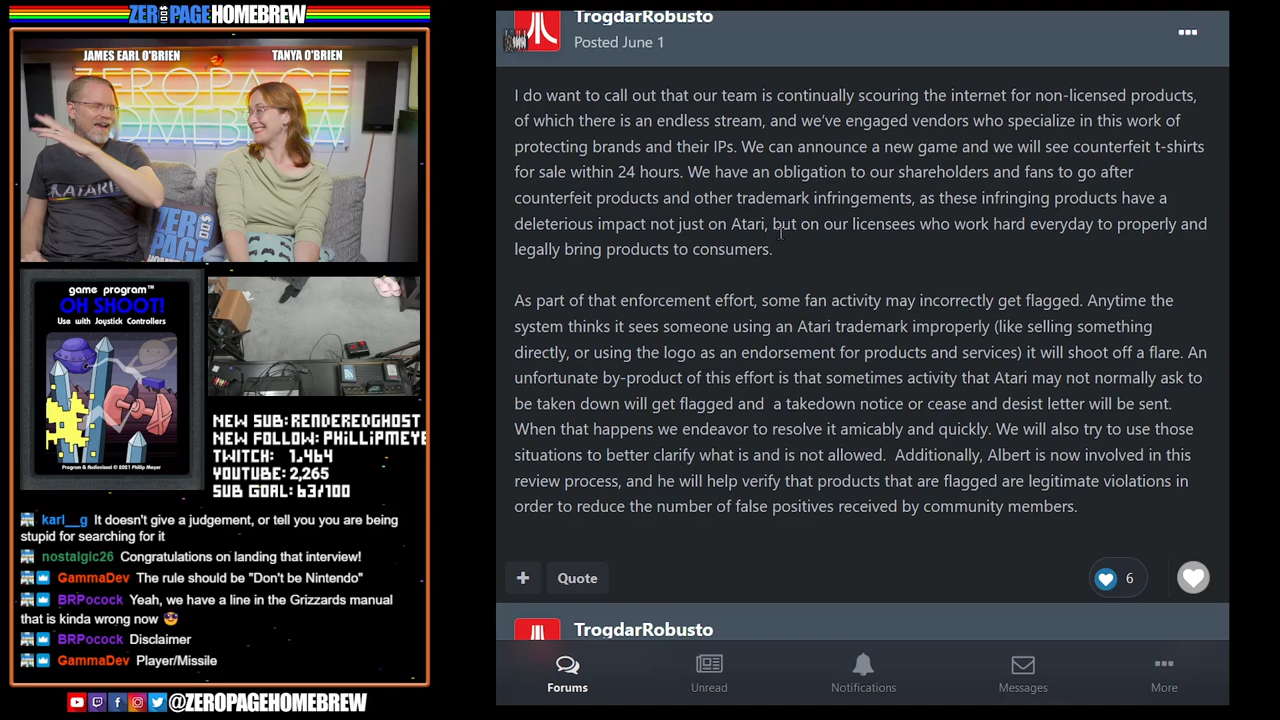 ZEROPAGE HOMEBREW
JAMES EARL O'BRIEN
TANYA O'BRIEN
ZEROPAGE
HOMEBREW
ATARI
ZERO
PAGE
game program™
OH SHOOT!
Use with Joystick Controllers
Program & Audiovisual © 2021 Philip Meyer
NEW SUB: RENDEREDGHOST
NEW FOLLOW: PHILLIPMEYE
TWITCH: 1,464
YOUTUBE: 2,265
SUB GOAL: 63/100
karl__g It doesn't give a judgement, or tell you you are being
stupid for searching for it
nostalgic26 Congratulations on landing that interview!
GammaDev The rule should be "Don't be Nintendo"
BRPocock Yeah, we have a line in the Grizzards manual
that is kinda wrong now 😎
BRPocock Disclaimer
GammaDev Player/Missile
@ZEROPAGEHOMEBREW
TrogdarRobusto
Posted June 1
I do want to call out that our team is continually scouring the internet for non-licensed products,
of which there is an endless stream, and we've engaged vendors who specialize in this work of
protecting brands and their IPs. We can announce a new game and we will see counterfeit t-shirts
for sale within 24 hours. We have an obligation to our shareholders and fans to go after
counterfeit products and other trademark infringements, as these infringing products have a
deleterious impact not just on Atari, but on our licensees who work hard everyday to properly and
legally bring products to consumers.
As part of that enforcement effort, some fan activity may incorrectly get flagged. Anytime the
system thinks it sees someone using an Atari trademark improperly (like selling something
directly, or using the logo as an endorsement for products and services) it will shoot off a flare. An
unfortunate by-product of this effort is that sometimes activity that Atari may not normally ask to
be taken down will get flagged and  a takedown notice or cease and desist letter will be sent.
When that happens we endeavor to resolve it amicably and quickly. We will also try to use those
situations to better clarify what is and is not allowed.  Additionally, Albert is now involved in this
review process, and he will help verify that products that are flagged are legitimate violations in
order to reduce the number of false positives received by community members.
+ Quote
6
TrogdarRobusto
Forums
Unread
Notifications
Messages
More